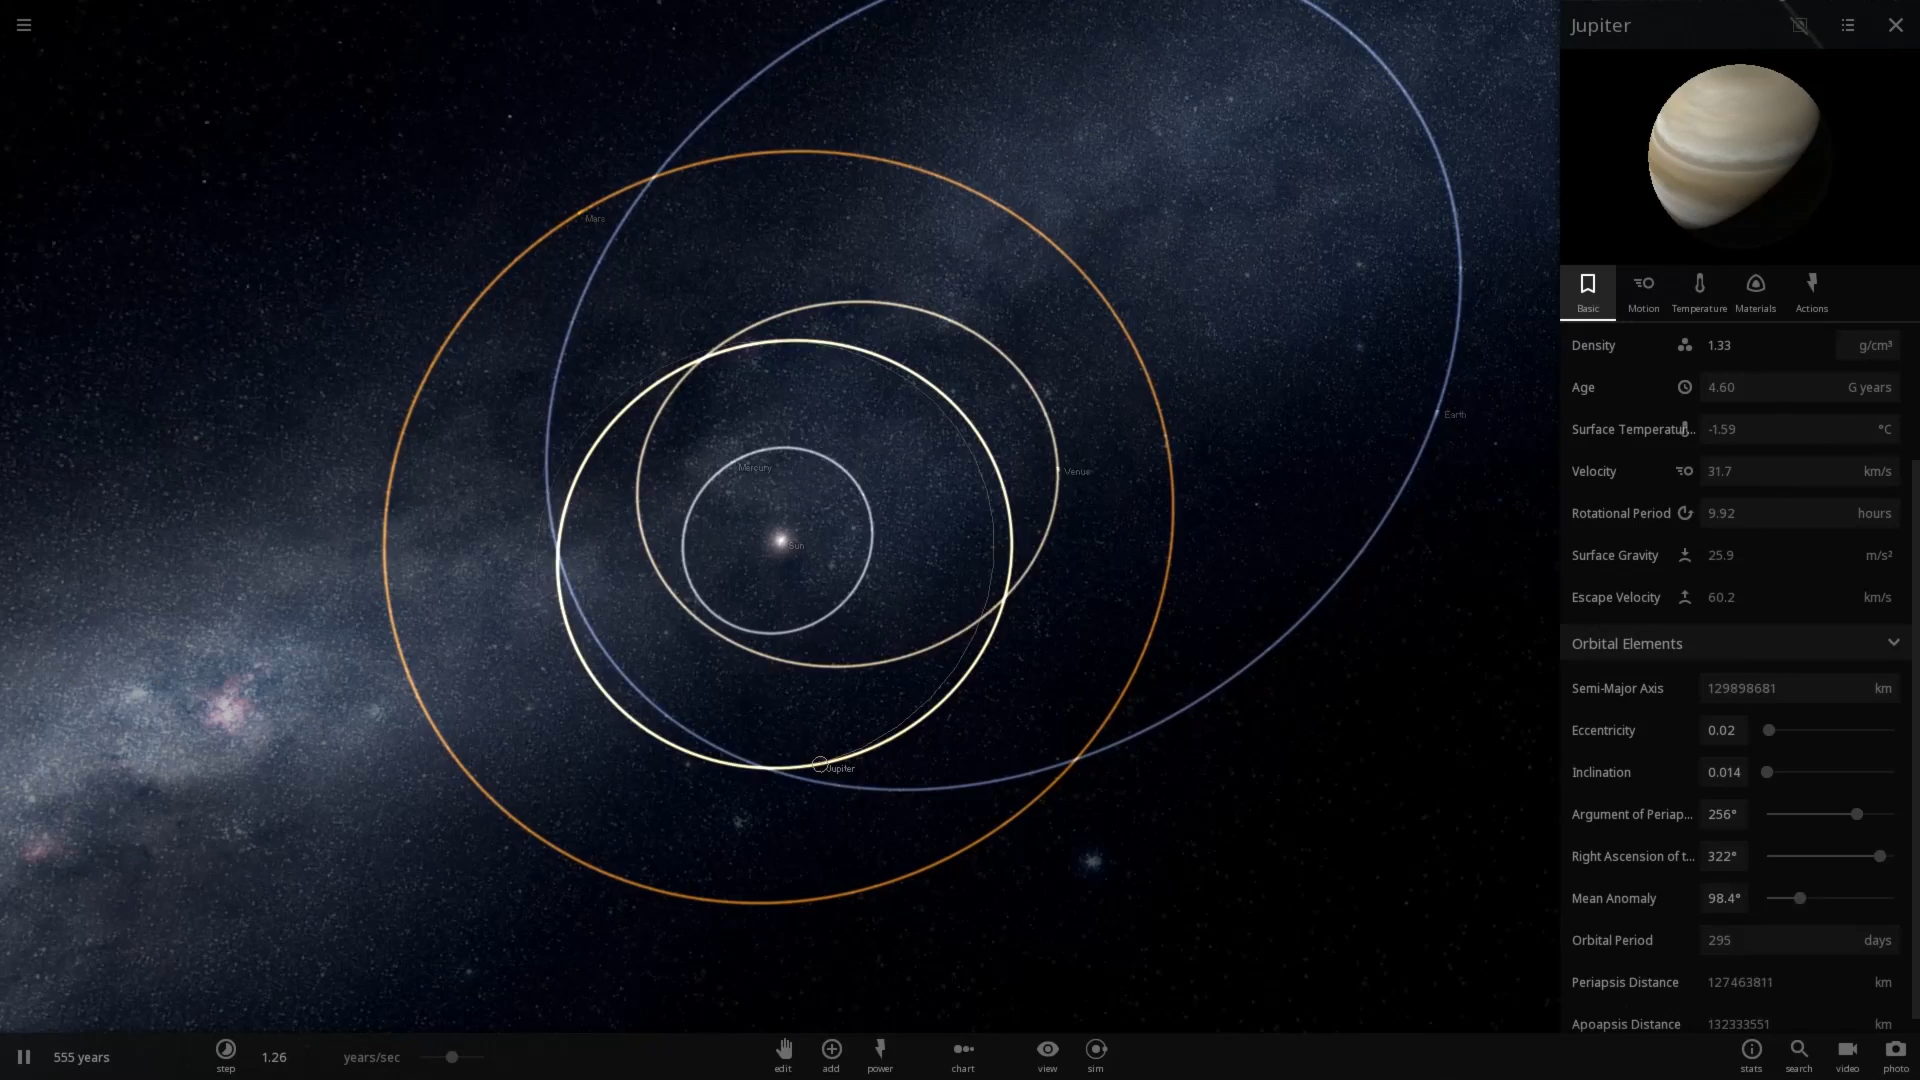 Jupiter
Mars
Earth
Mercury
Venus
Sun
Jupiter
Basic
Motion
Temperature
Materials
Actions
Density 1.33 g/cm³
Age 4.60 G years
Surface Temperatur... -1.59 °C
Velocity 31.7 km/s
Rotational Period 9.92 hours
Surface Gravity 25.9 m/s²
Escape Velocity 60.2 km/s
Orbital Elements
Semi-Major Axis 129898681 km
Eccentricity 0.02
Inclination 0.014
Argument of Periap... 256°
Right Ascension of t... 322°
Mean Anomaly 98.4°
Orbital Period 295 days
Periapsis Distance 127463811 km
Apoapsis Distance 132333551 km
555 years
step
1.26 years/sec
edit
add
power
chart
view
sim
stats
search
video
photo